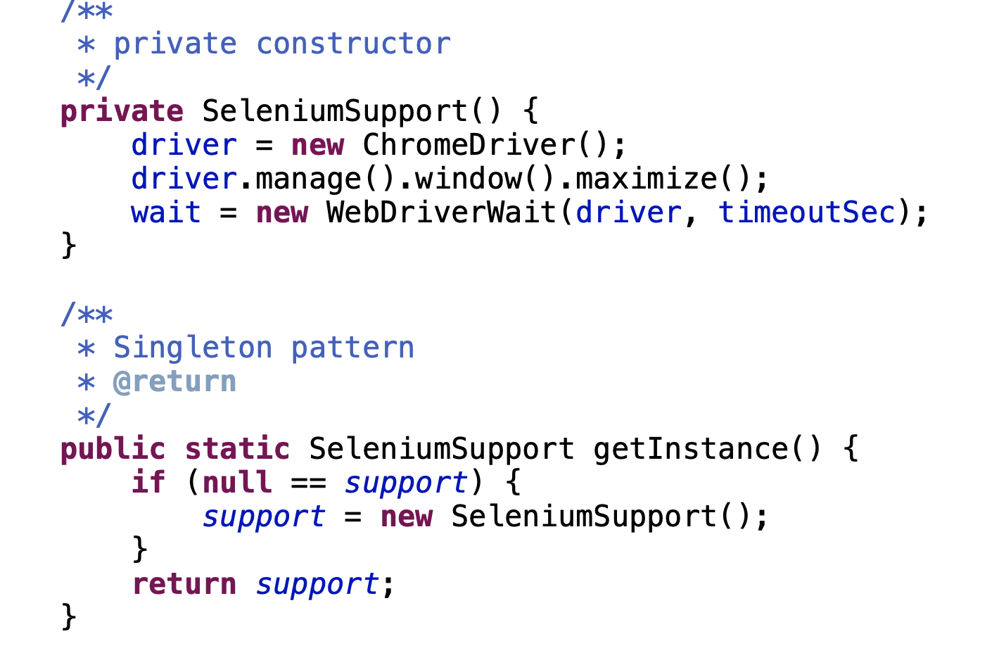 /**
 * private constructor
 */
private SeleniumSupport() {
    driver = new ChromeDriver();
    driver.manage().window().maximize();
    wait = new WebDriverWait(driver, timeoutSec);
}

/**
 * Singleton pattern
 * @return
 */
public static SeleniumSupport getInstance() {
    if (null == support) {
        support = new SeleniumSupport();
    }
    return support;
}